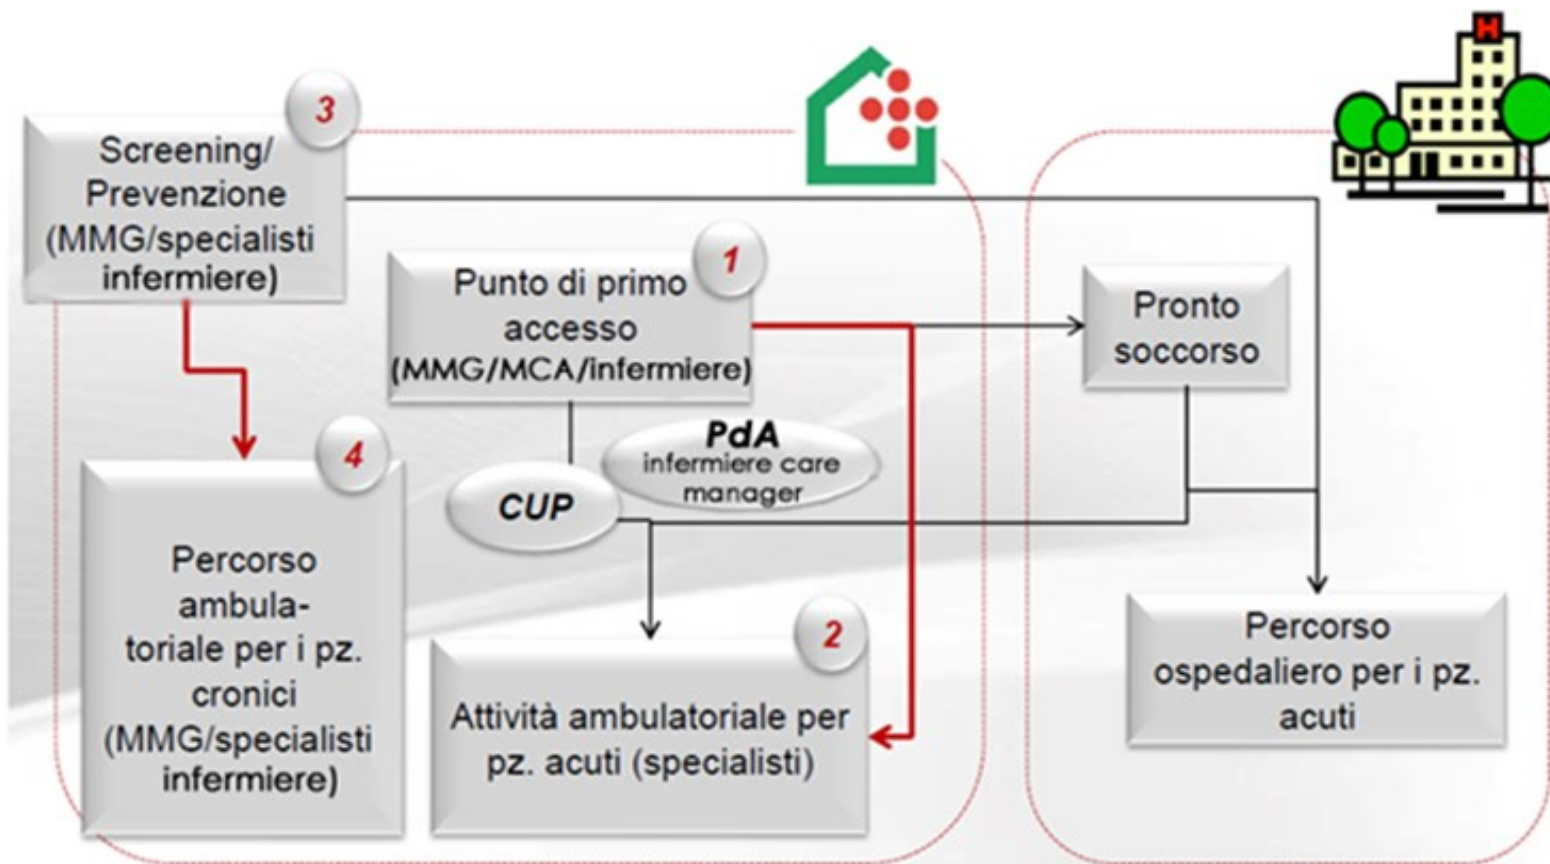 3
Screening/
Prevenzione
(MMG/specialisti
infermiere)
H
1
Punto di primo
accesso
(MMG/MCA/infermiere)
Pronto
soccorso
PdA
infermiere care
manager
CUP
4
Percorso
ambula-
toriale per i pz.
cronici
(MMG/specialisti
infermiere)
2
Attività ambulatoriale per
pz. acuti (specialisti)
Percorso
ospedaliero per i pz.
acuti